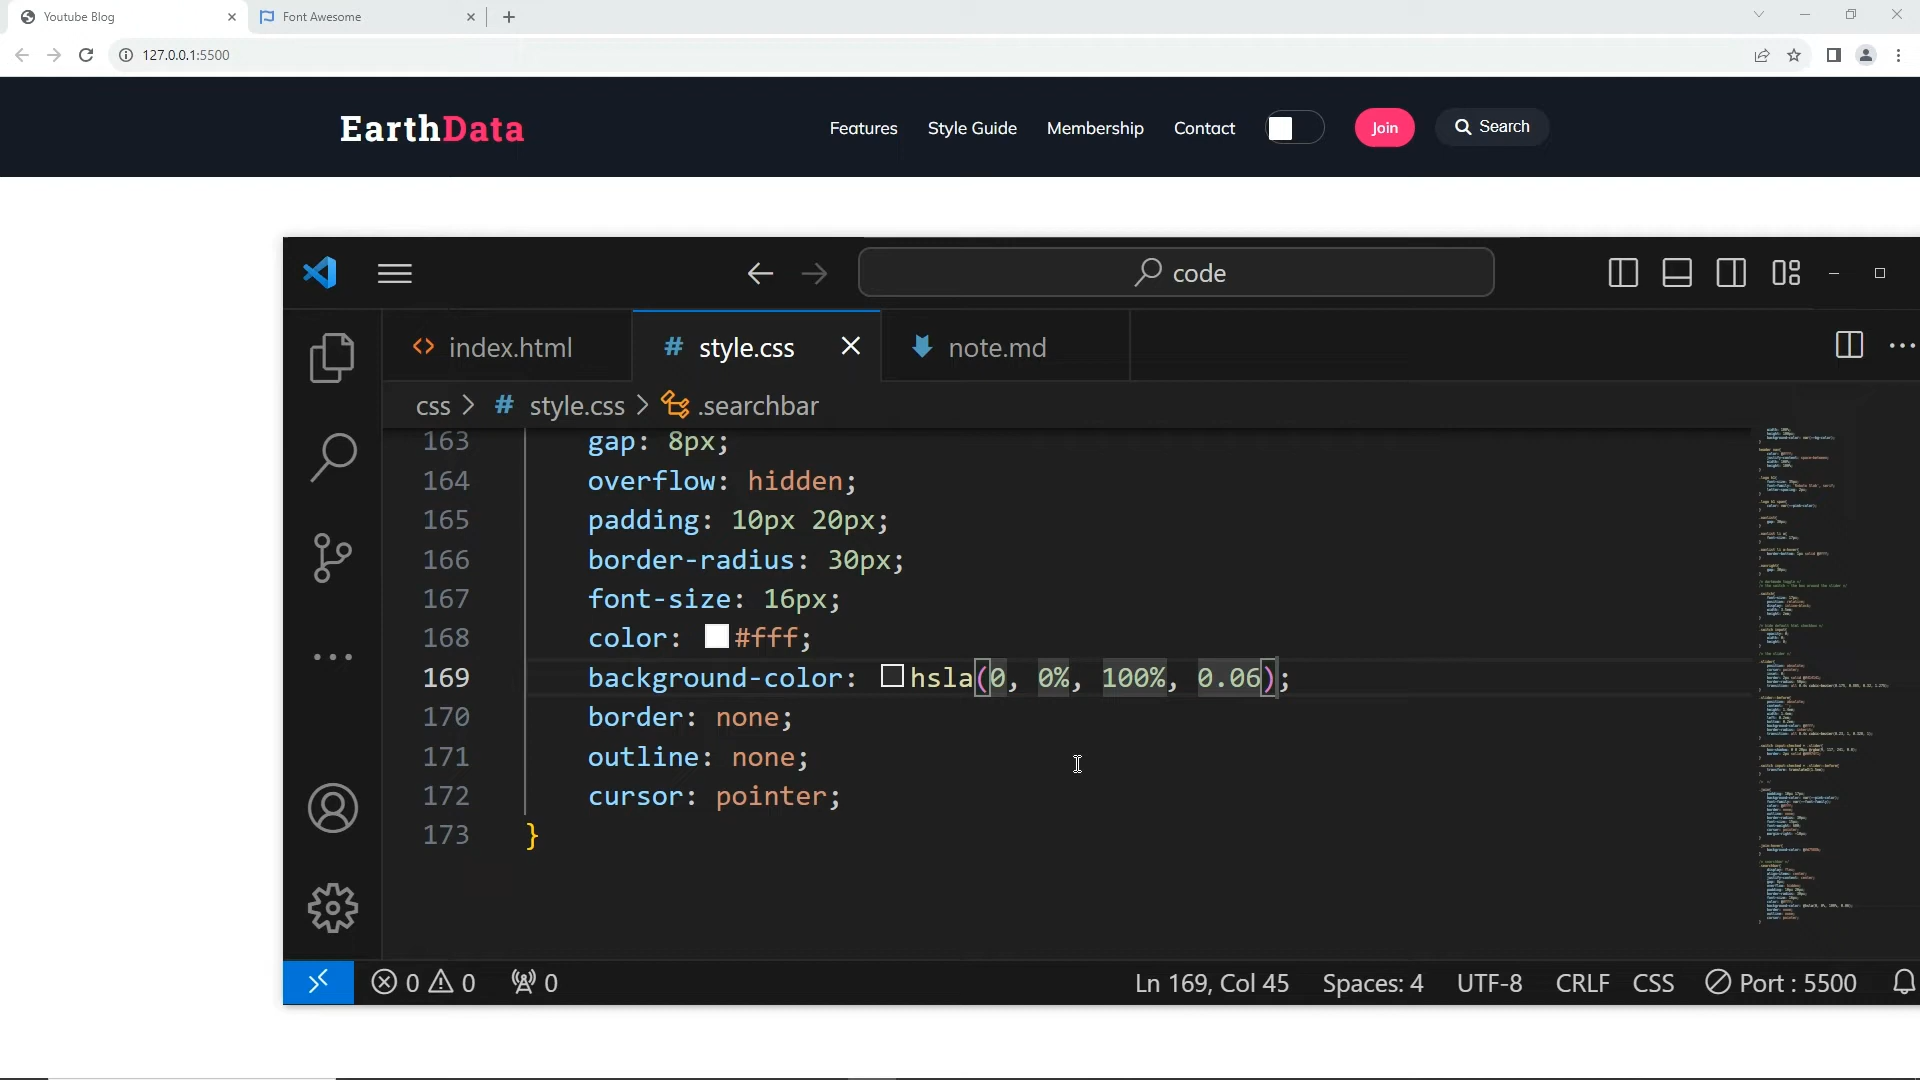 Youtube Blog
Font Awesome
127.0.0.1:5500
EarthData
Features Style Guide Membership Contact Join Search
code
index.html style.css note.md
css > # style.css > .searchbar
163 gap: 8px;
164 overflow: hidden;
165 padding: 10px 20px;
166 border-radius: 30px;
167 font-size: 16px;
168 color: #fff;
169 background-color: hsla(0, 0%, 100%, 0.06);
170 border: none;
171 outline: none;
172 cursor: pointer;
173 }
0 0 0 Ln 169, Col 45 Spaces: 4 UTF-8 CRLF CSS Port : 5500